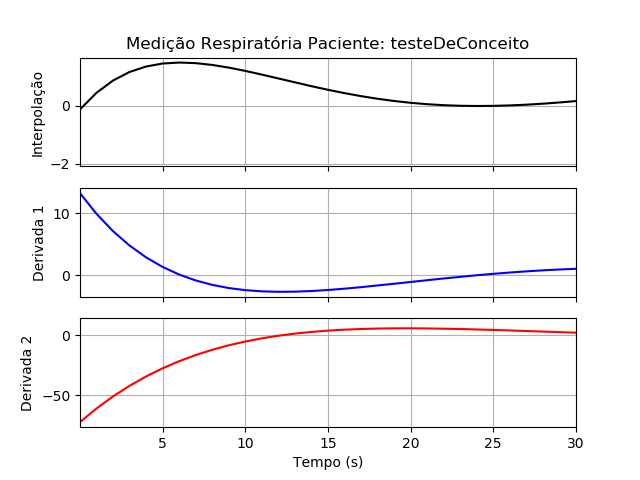 Medição Respiratória Paciente: testeDeConceito
Interpolação
0
−2
Derivada 1
10
0
Derivada 2
0
−50
5
10
15
20
25
30
Tempo (s)